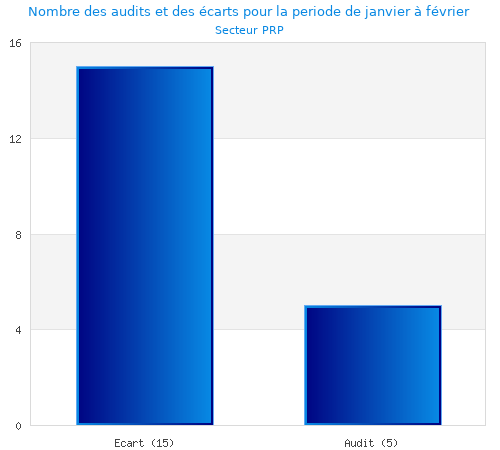 Nombre des audits et des écarts pour la periode de janvier à février
Secteur PRP
16
12
8
4
0
Ecart (15)
Audit (5)